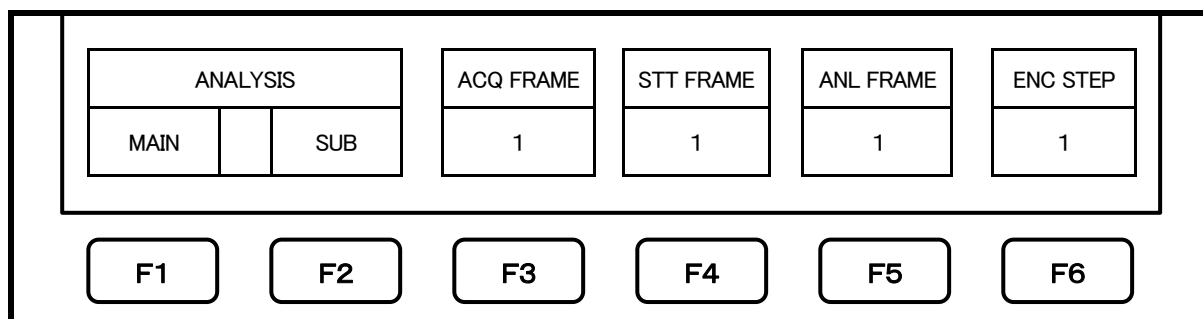 ANALYSIS
ACQ FRAME
STT FRAME
ANL FRAME
ENC STEP
MAIN
SUB
1
1
1
1
F1
F2
F3
F4
F5
F6